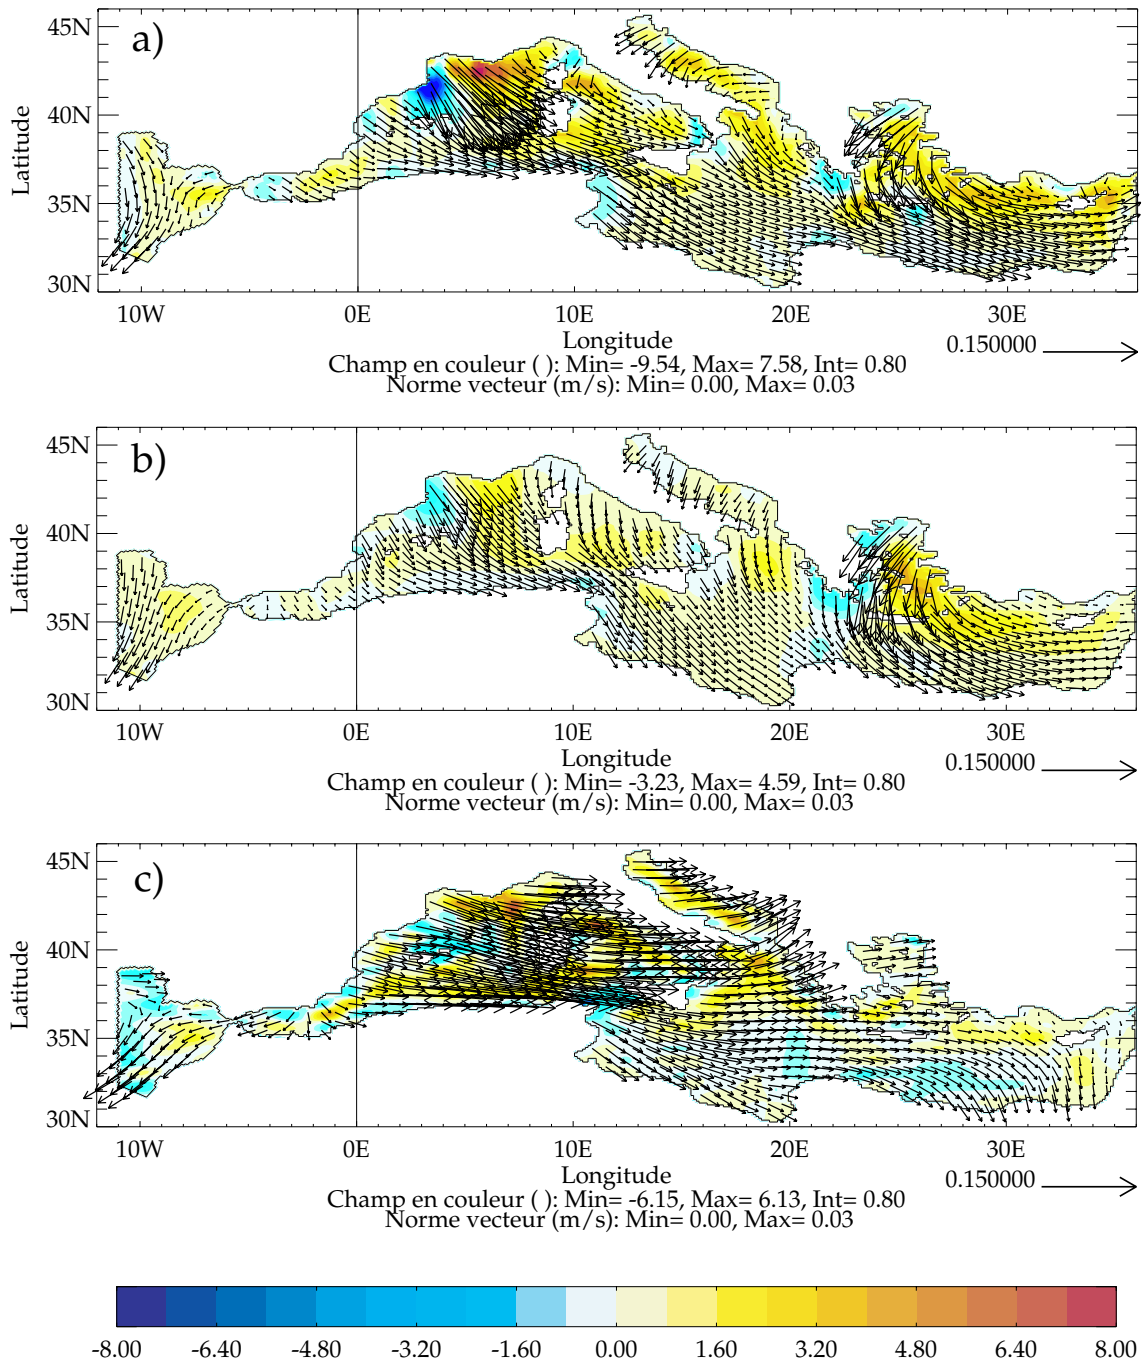 45N
a)
40N
Latitude
35N
30N
10W 0E 10E 20E 30E
Longitude
0.150000
Champ en couleur ( ): Min= -9.54, Max= 7.58, Int= 0.80
Norme vecteur (m/s): Min= 0.00, Max= 0.03
45N
b)
40N
Latitude
35N
30N
10W 0E 10E 20E 30E
Longitude
0.150000
Champ en couleur ( ): Min= -3.23, Max= 4.59, Int= 0.80
Norme vecteur (m/s): Min= 0.00, Max= 0.03
45N
c)
40N
Latitude
35N
30N
10W 0E 10E 20E 30E
Longitude
0.150000
Champ en couleur ( ): Min= -6.15, Max= 6.13, Int= 0.80
Norme vecteur (m/s): Min= 0.00, Max= 0.03
-8.00 -6.40 -4.80 -3.20 -1.60 0.00 1.60 3.20 4.80 6.40 8.00